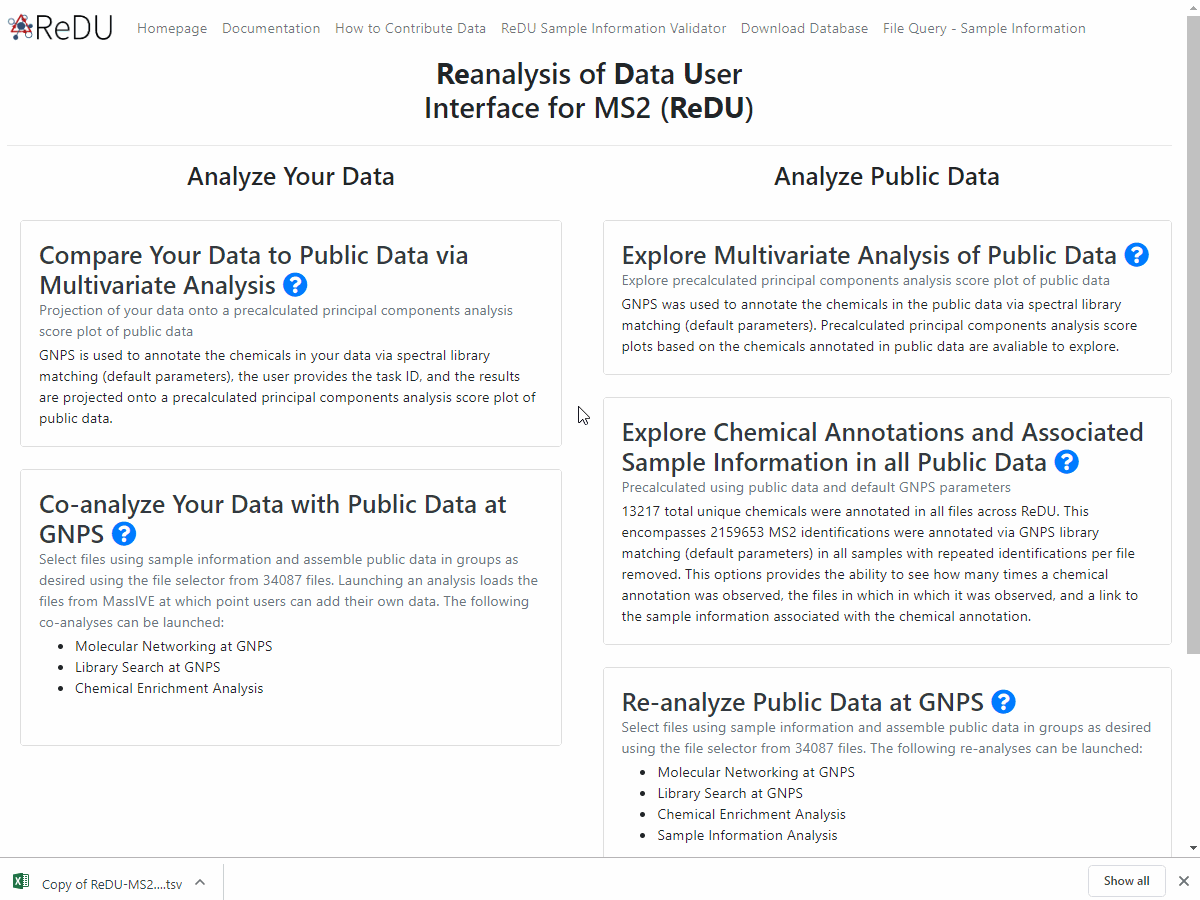 ReDU
Homepage Documentation How to Contribute Data ReDU Sample Information Validator Download Database File Query - Sample Information
Reanalysis of Data User
Interface for MS2 (ReDU)
Analyze Your Data
Compare Your Data to Public Data via
Multivariate Analysis ?
Projection of your data onto a precalculated principal components analysis
score plot of public data
GNPS is used to annotate the chemicals in your data via spectral library
matching (default parameters), the user provides the task ID, and the results
are projected onto a precalculated principal components analysis score plot of
public data.
Co-analyze Your Data with Public Data at
GNPS ?
Select files using sample information and assemble public data in groups as
desired using the file selector from 34087 files. Launching an analysis loads the
files from MassIVE at which point users can add their own data. The following
co-analyses can be launched:
• Molecular Networking at GNPS
• Library Search at GNPS
• Chemical Enrichment Analysis
Analyze Public Data
Explore Multivariate Analysis of Public Data ?
Explore precalculated principal components analysis score plot of public data
GNPS was used to annotate the chemicals in the public data via spectral library
matching (default parameters). Precalculated principal components analysis score
plots based on the chemicals annotated in public data are avaliable to explore.
Explore Chemical Annotations and Associated
Sample Information in all Public Data ?
Precalculated using public data and default GNPS parameters
13217 total unique chemicals were annotated in all files across ReDU. This
encompasses 2159653 MS2 identifications were annotated via GNPS library
matching (default parameters) in all samples with repeated identifications per file
removed. This options provides the ability to see how many times a chemical
annotation was observed, the files in which in which it was observed, and a link to
the sample information associated with the chemical annotation.
Re-analyze Public Data at GNPS ?
Select files using sample information and assemble public data in groups as desired
using the file selector from 34087 files. The following re-analyses can be launched:
• Molecular Networking at GNPS
• Library Search at GNPS
• Chemical Enrichment Analysis
• Sample Information Analysis
Copy of ReDU-MS2....tsv
Show all